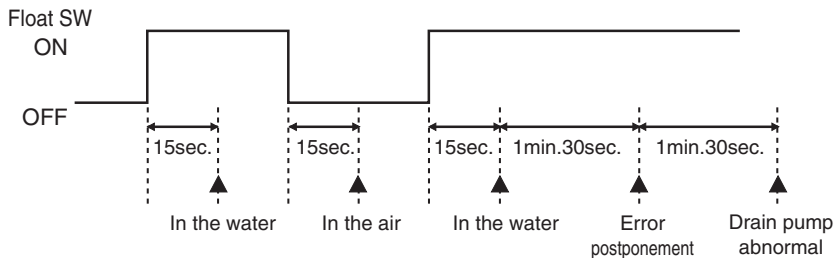 Float SW
ON
OFF
15sec. 15sec. 15sec. 1min.30sec. 1min.30sec.
In the water In the air In the water Error postponement Drain pump abnormal